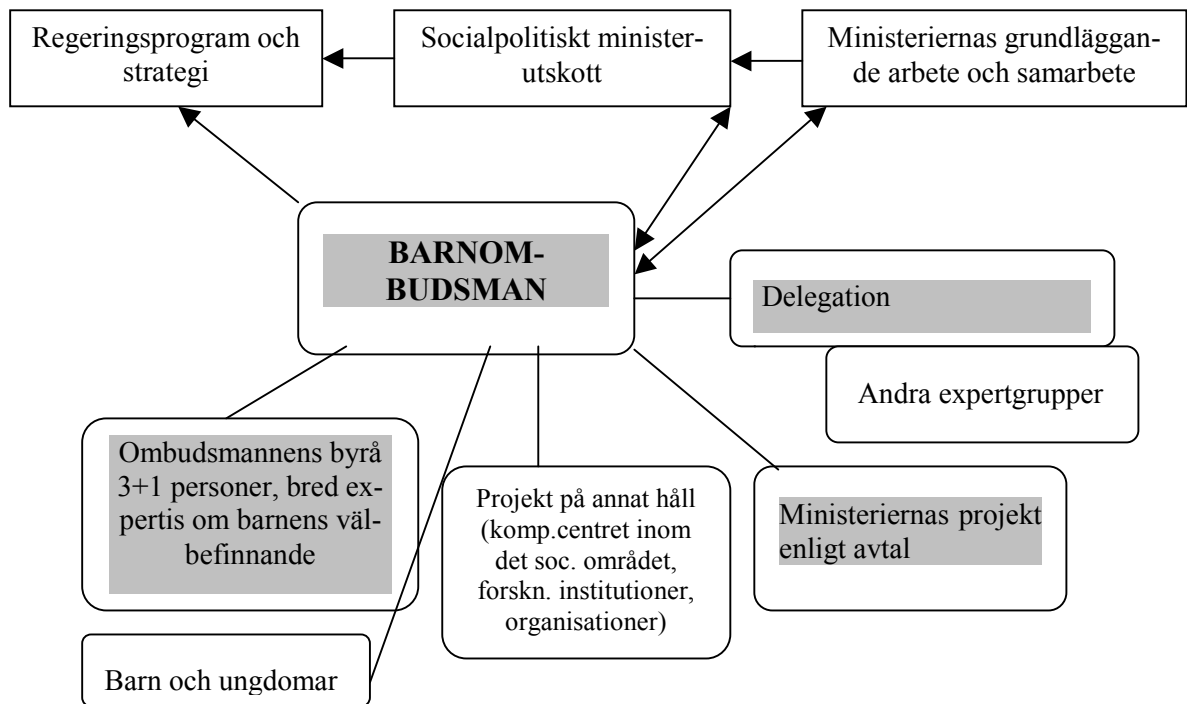 Regeringsprogram och
strategi
Socialpolitiskt minister-
utskott
Ministeriernas grundläggan-
de arbete och samarbete
BARNOM-
BUDSMAN
Delegation
Andra expertgrupper
Ombudsmannens byrå
3+1 personer, bred ex-
pertis om barnens väl-
befinnande
Projekt på annat håll
(komp.centret inom
det soc. området,
forskn. institutioner,
organisationer)
Ministeriernas projekt
enligt avtal
Barn och ungdomar